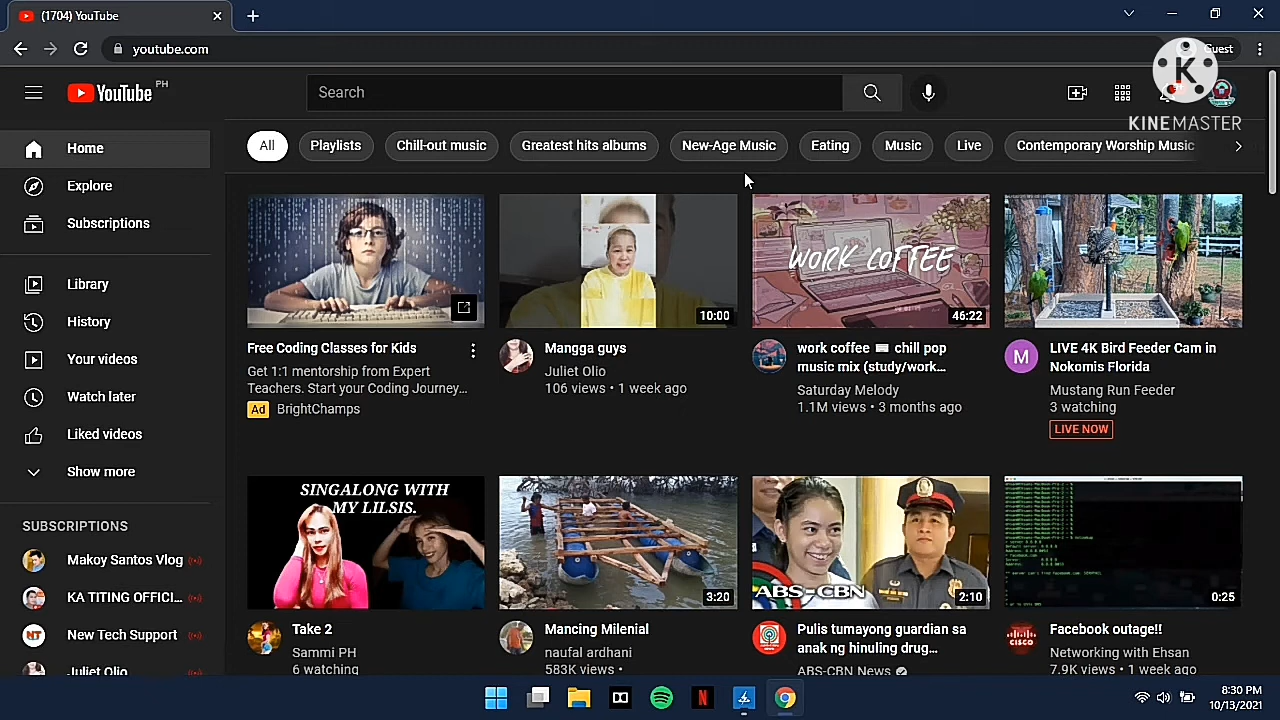 (1704) YouTube
youtube.com
Guest
KINEMASTER
YouTube PH
Search
Home
Explore
Subscriptions
Library
History
Your videos
Watch later
Liked videos
Show more
SUBSCRIPTIONS
Makoy Santos Vlog
KA TITING OFFICI...
New Tech Support
Juliet Olio
All
Playlists
Chill-out music
Greatest hits albums
New-Age Music
Eating
Music
Live
Contemporary Worship Music
Free Coding Classes for Kids
Get 1:1 mentorship from Expert
Teachers. Start your Coding Journey...
Ad BrightChamps
10:00
Mangga guys
Juliet Olio
106 views • 1 week ago
WORK COFFEE
46:22
work coffee chill pop
music mix (study/work...
Saturday Melody
1.1M views • 3 months ago
M
LIVE 4K Bird Feeder Cam in
Nokomis Florida
Mustang Run Feeder
3 watching
LIVE NOW
SINGALONG WITH
LILSIS.
Take 2
Sammi PH
6 watching
3:20
Mancing Milenial
naufal ardhani
583K views •
ABS-CBN
2:10
Pulis tumayong guardian sa
anak ng hinuling drug...
ABS-CBN News
0:25
CISCO
Facebook outage!!
Networking with Ehsan
7.9K views • 1 week ago
8:30 PM
10/13/2021